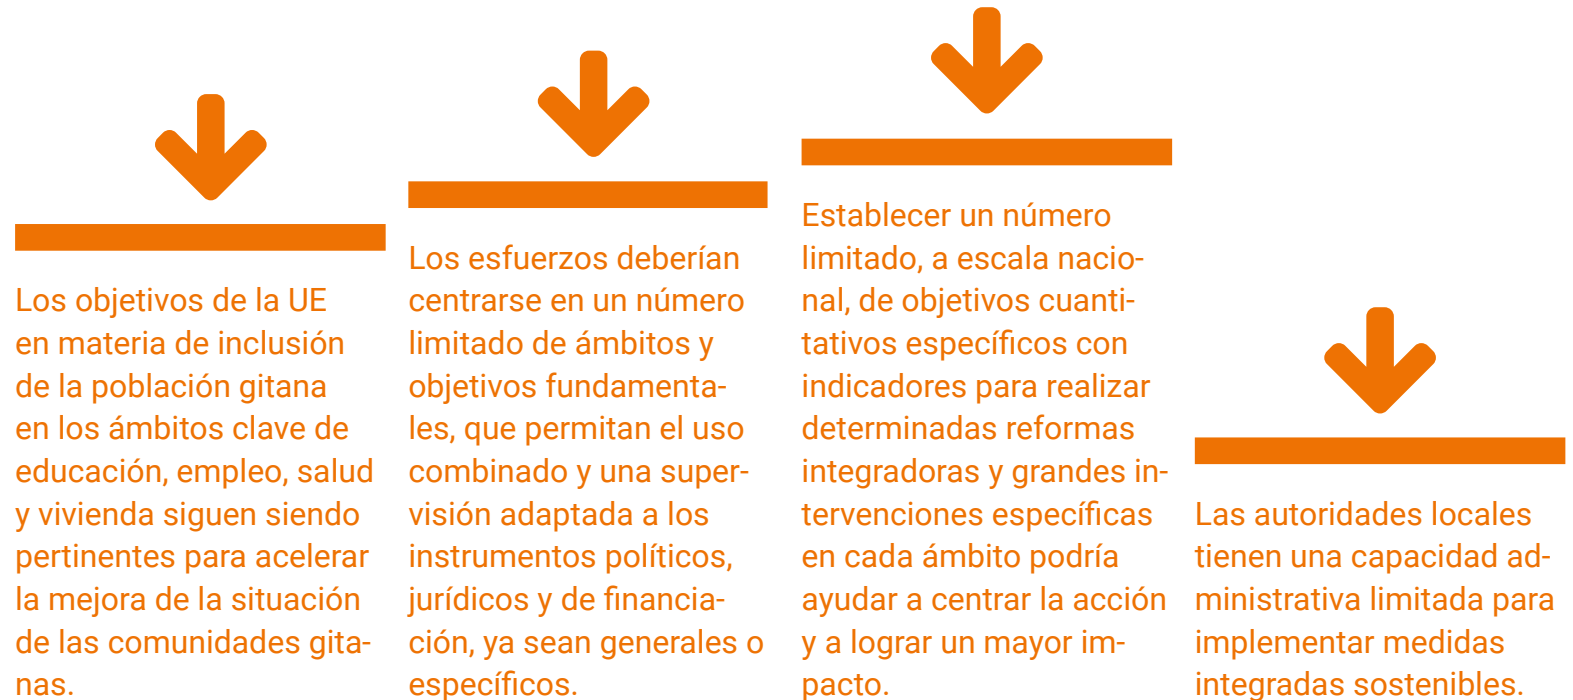 Los objetivos de la UE
en materia de inclusión
de la población gitana
en los ámbitos clave de
educación, empleo, salud
y vivienda siguen siendo
pertinentes para acelerar
la mejora de la situación
de las comunidades gita-
nas.
Los esfuerzos deberían
centrarse en un número
limitado de ámbitos y
objetivos fundamenta-
les, que permitan el uso
combinado y una super-
visión adaptada a los
instrumentos políticos,
jurídicos y de financia-
ción, ya sean generales o
específicos.
Establecer un número
limitado, a escala nacio-
nal, de objetivos cuanti-
tativos específicos con
indicadores para realizar
determinadas reformas
integradoras y grandes in-
tervenciones específicas
en cada ámbito podría
ayudar a centrar la acción
y a lograr un mayor im-
pacto.
Las autoridades locales
tienen una capacidad ad-
ministrativa limitada para
implementar medidas
integradas sostenibles.